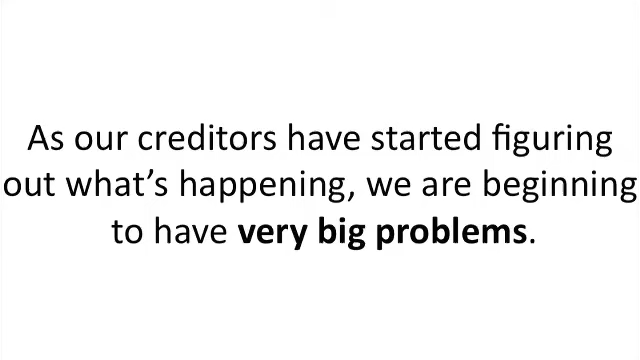 As our creditors have started figuring
out what’s happening, we are beginning
to have very big problems.